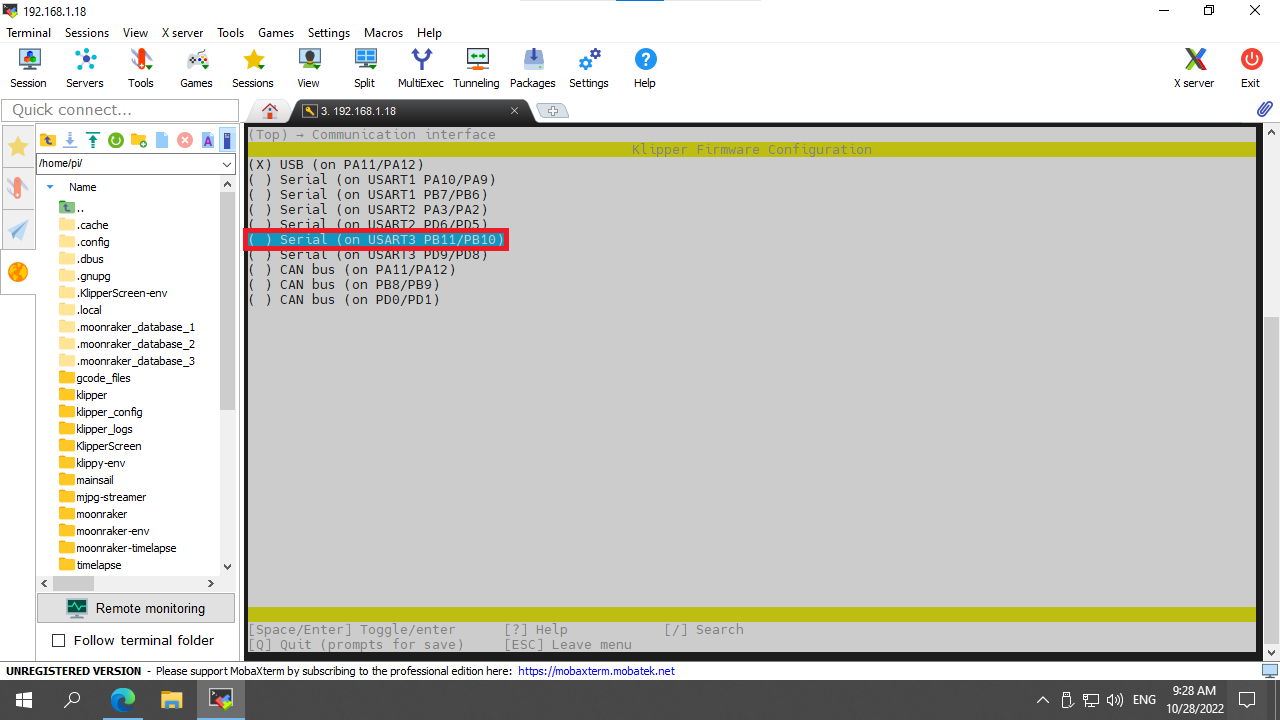 192.168.1.18
Terminal Sessions View X server Tools Games Settings Macros Help
Session Servers Tools Games Sessions View Split MultiExec Tunneling Packages Settings Help X server Exit
Quick connect...
3. 192.168.1.18
/home/pi/
Name
..
.cache
.config
.dbus
.gnupg
.KlipperScreen-env
.local
.moonraker_database_1
.moonraker_database_2
.moonraker_database_3
gcode_files
klipper
klipper_config
klipper_logs
KlipperScreen
klippy-env
mainsail
mjpg-streamer
moonraker
moonraker-env
moonraker-timelapse
timelapse
Remote monitoring
Follow terminal folder
(Top) → Communication interface
Klipper Firmware Configuration
(X) USB (on PA11/PA12)
( ) Serial (on USART1 PA10/PA9)
( ) Serial (on USART1 PB7/PB6)
( ) Serial (on USART2 PA3/PA2)
( ) Serial (on USART2 PD6/PD5)
( ) Serial (on USART3 PB11/PB10)
( ) Serial (on USART3 PD9/PD8)
( ) CAN bus (on PA11/PA12)
( ) CAN bus (on PB8/PB9)
( ) CAN bus (on PD0/PD1)
[Space/Enter] Toggle/enter [?] Help [/] Search
[Q] Quit (prompts for save) [ESC] Leave menu
UNREGISTERED VERSION - Please support MobaXterm by subscribing to the professional edition here: https://mobaxterm.mobatek.net
ENG
9:28 AM
10/28/2022